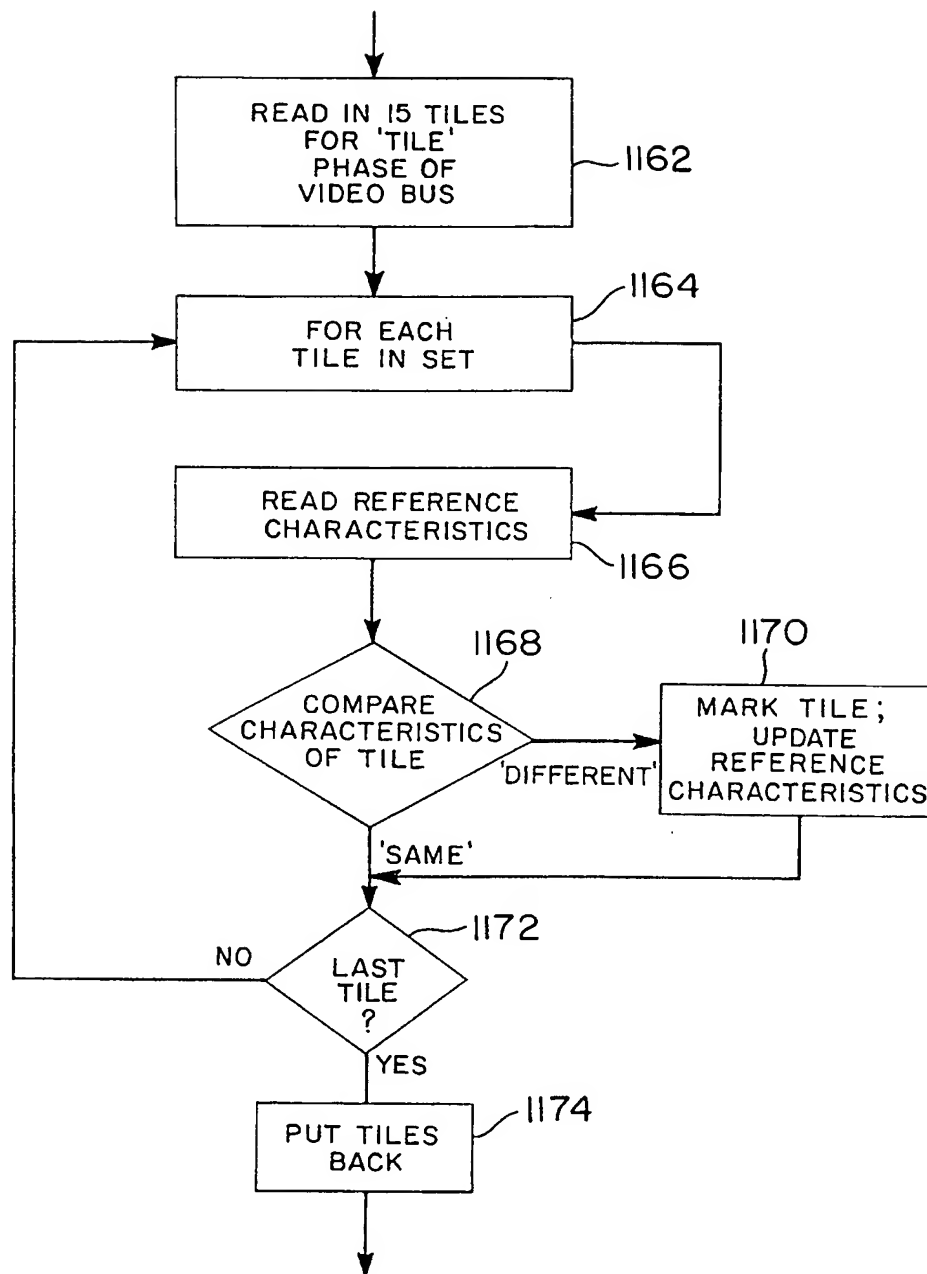 READ IN 15 TILES
FOR 'TILE'
PHASE OF
VIDEO BUS
1162
1164
FOR EACH
TILE IN SET
READ REFERENCE
CHARACTERISTICS
1166
1168
COMPARE
CHARACTERISTICS
OF TILE
'DIFFERENT'
1170
MARK TILE;
UPDATE
REFERENCE
CHARACTERISTICS
'SAME'
1172
NO
LAST
TILE
?
YES
1174
PUT TILES
BACK